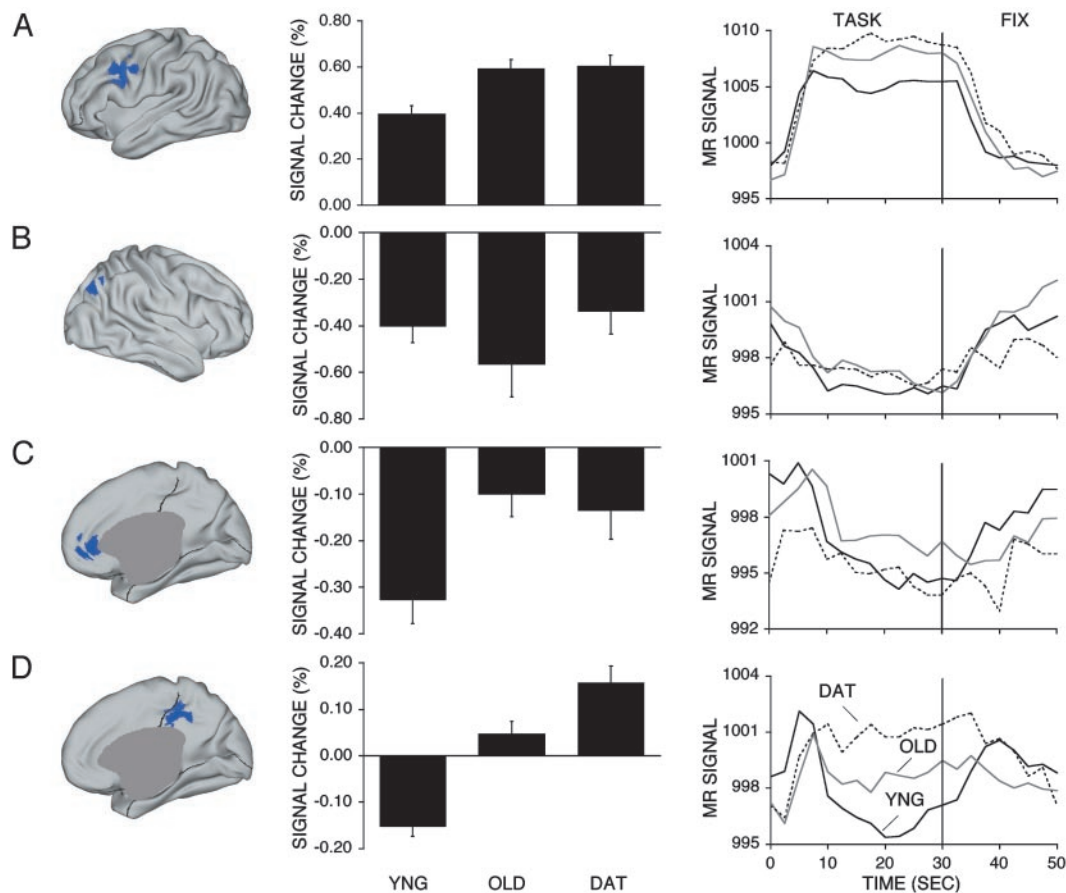 A
SIGNAL CHANGE (%)
0.80
0.60
0.40
0.20
0.00
MR SIGNAL
TASK FIX
1010
1005
1000
995
B
SIGNAL CHANGE (%)
0.00
-0.20
-0.40
-0.60
-0.80
MR SIGNAL
1004
1001
998
995
C
SIGNAL CHANGE (%)
0.00
-0.10
-0.20
-0.30
-0.40
MR SIGNAL
1001
998
995
992
D
SIGNAL CHANGE (%)
0.20
0.10
0.00
-0.10
-0.20
YNG OLD DAT
MR SIGNAL
1004
1001
998
995
DAT
OLD
YNG
0 10 20 30 40 50
TIME (SEC)